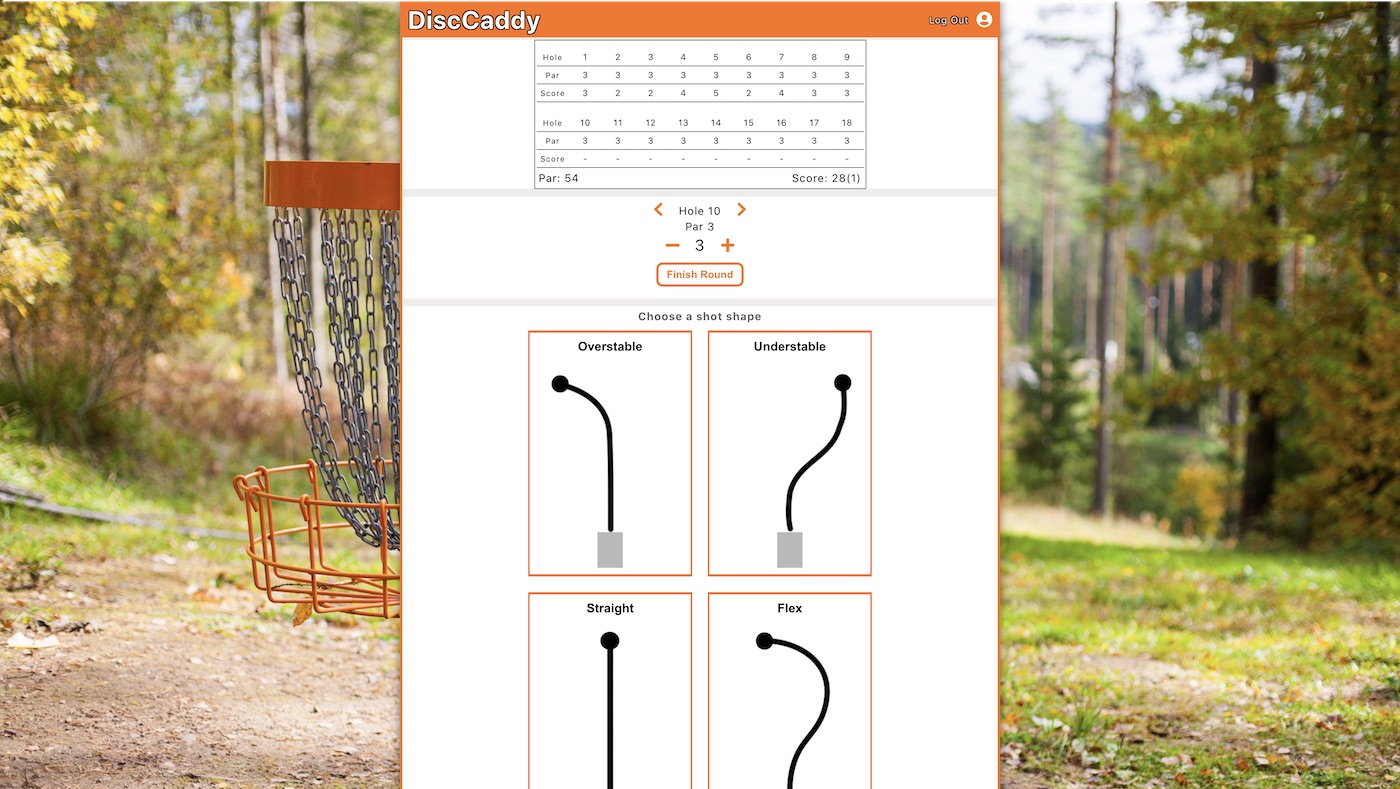 DiscCaddy
Log Out
Hole 1 2 3 4 5 6 7 8 9
Par 3 3 3 3 3 3 3 3 3
Score 3 2 2 4 5 2 4 3 3
Hole 10 11 12 13 14 15 16 17 18
Par 3 3 3 3 3 3 3 3 3
Score - - - - - - - - -
Par: 54 Score: 28(1)
Hole 10
Par 3
3
Finish Round
Choose a shot shape
Overstable Understable
Straight Flex